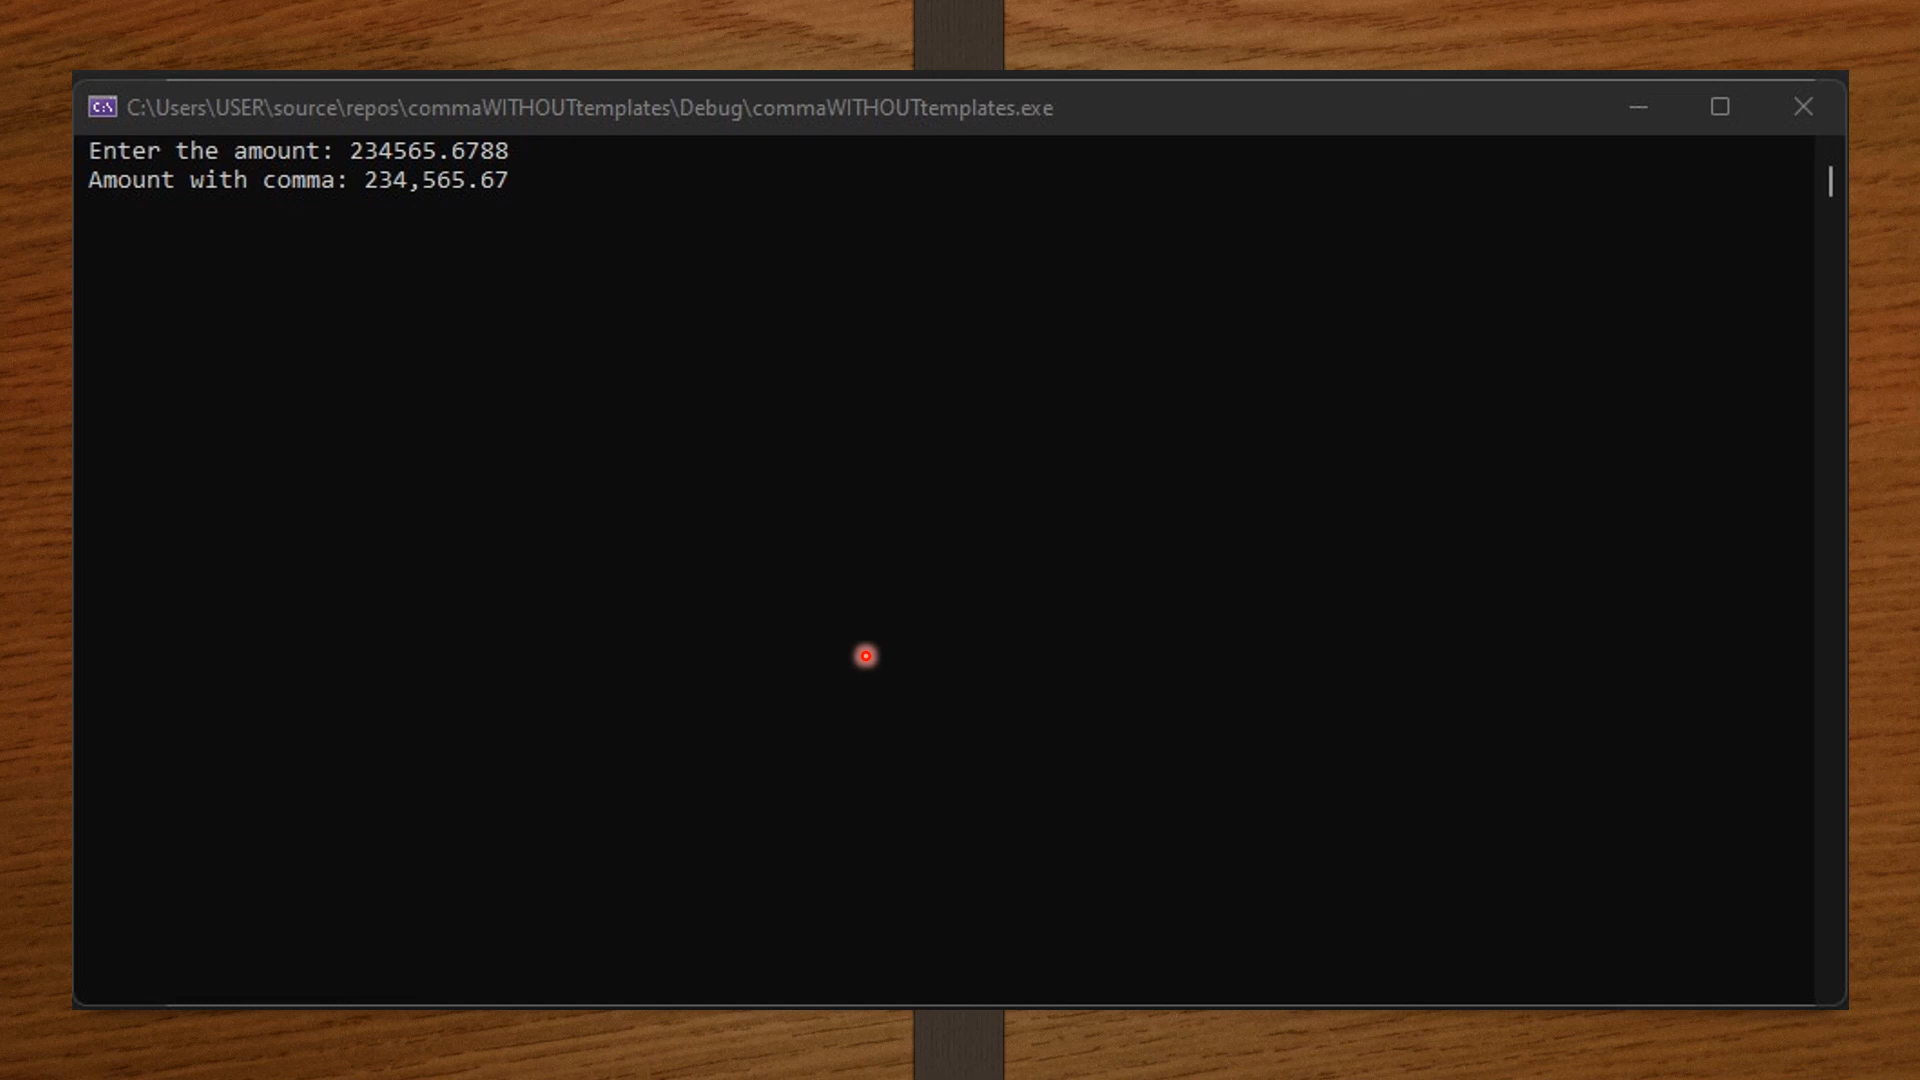 C:\Users\USER\source\repos\commaWITHOUTtemplates\Debug\commaWITHOUTtemplates.exe
Enter the amount: 234565.6788
Amount with comma: 234,565.67